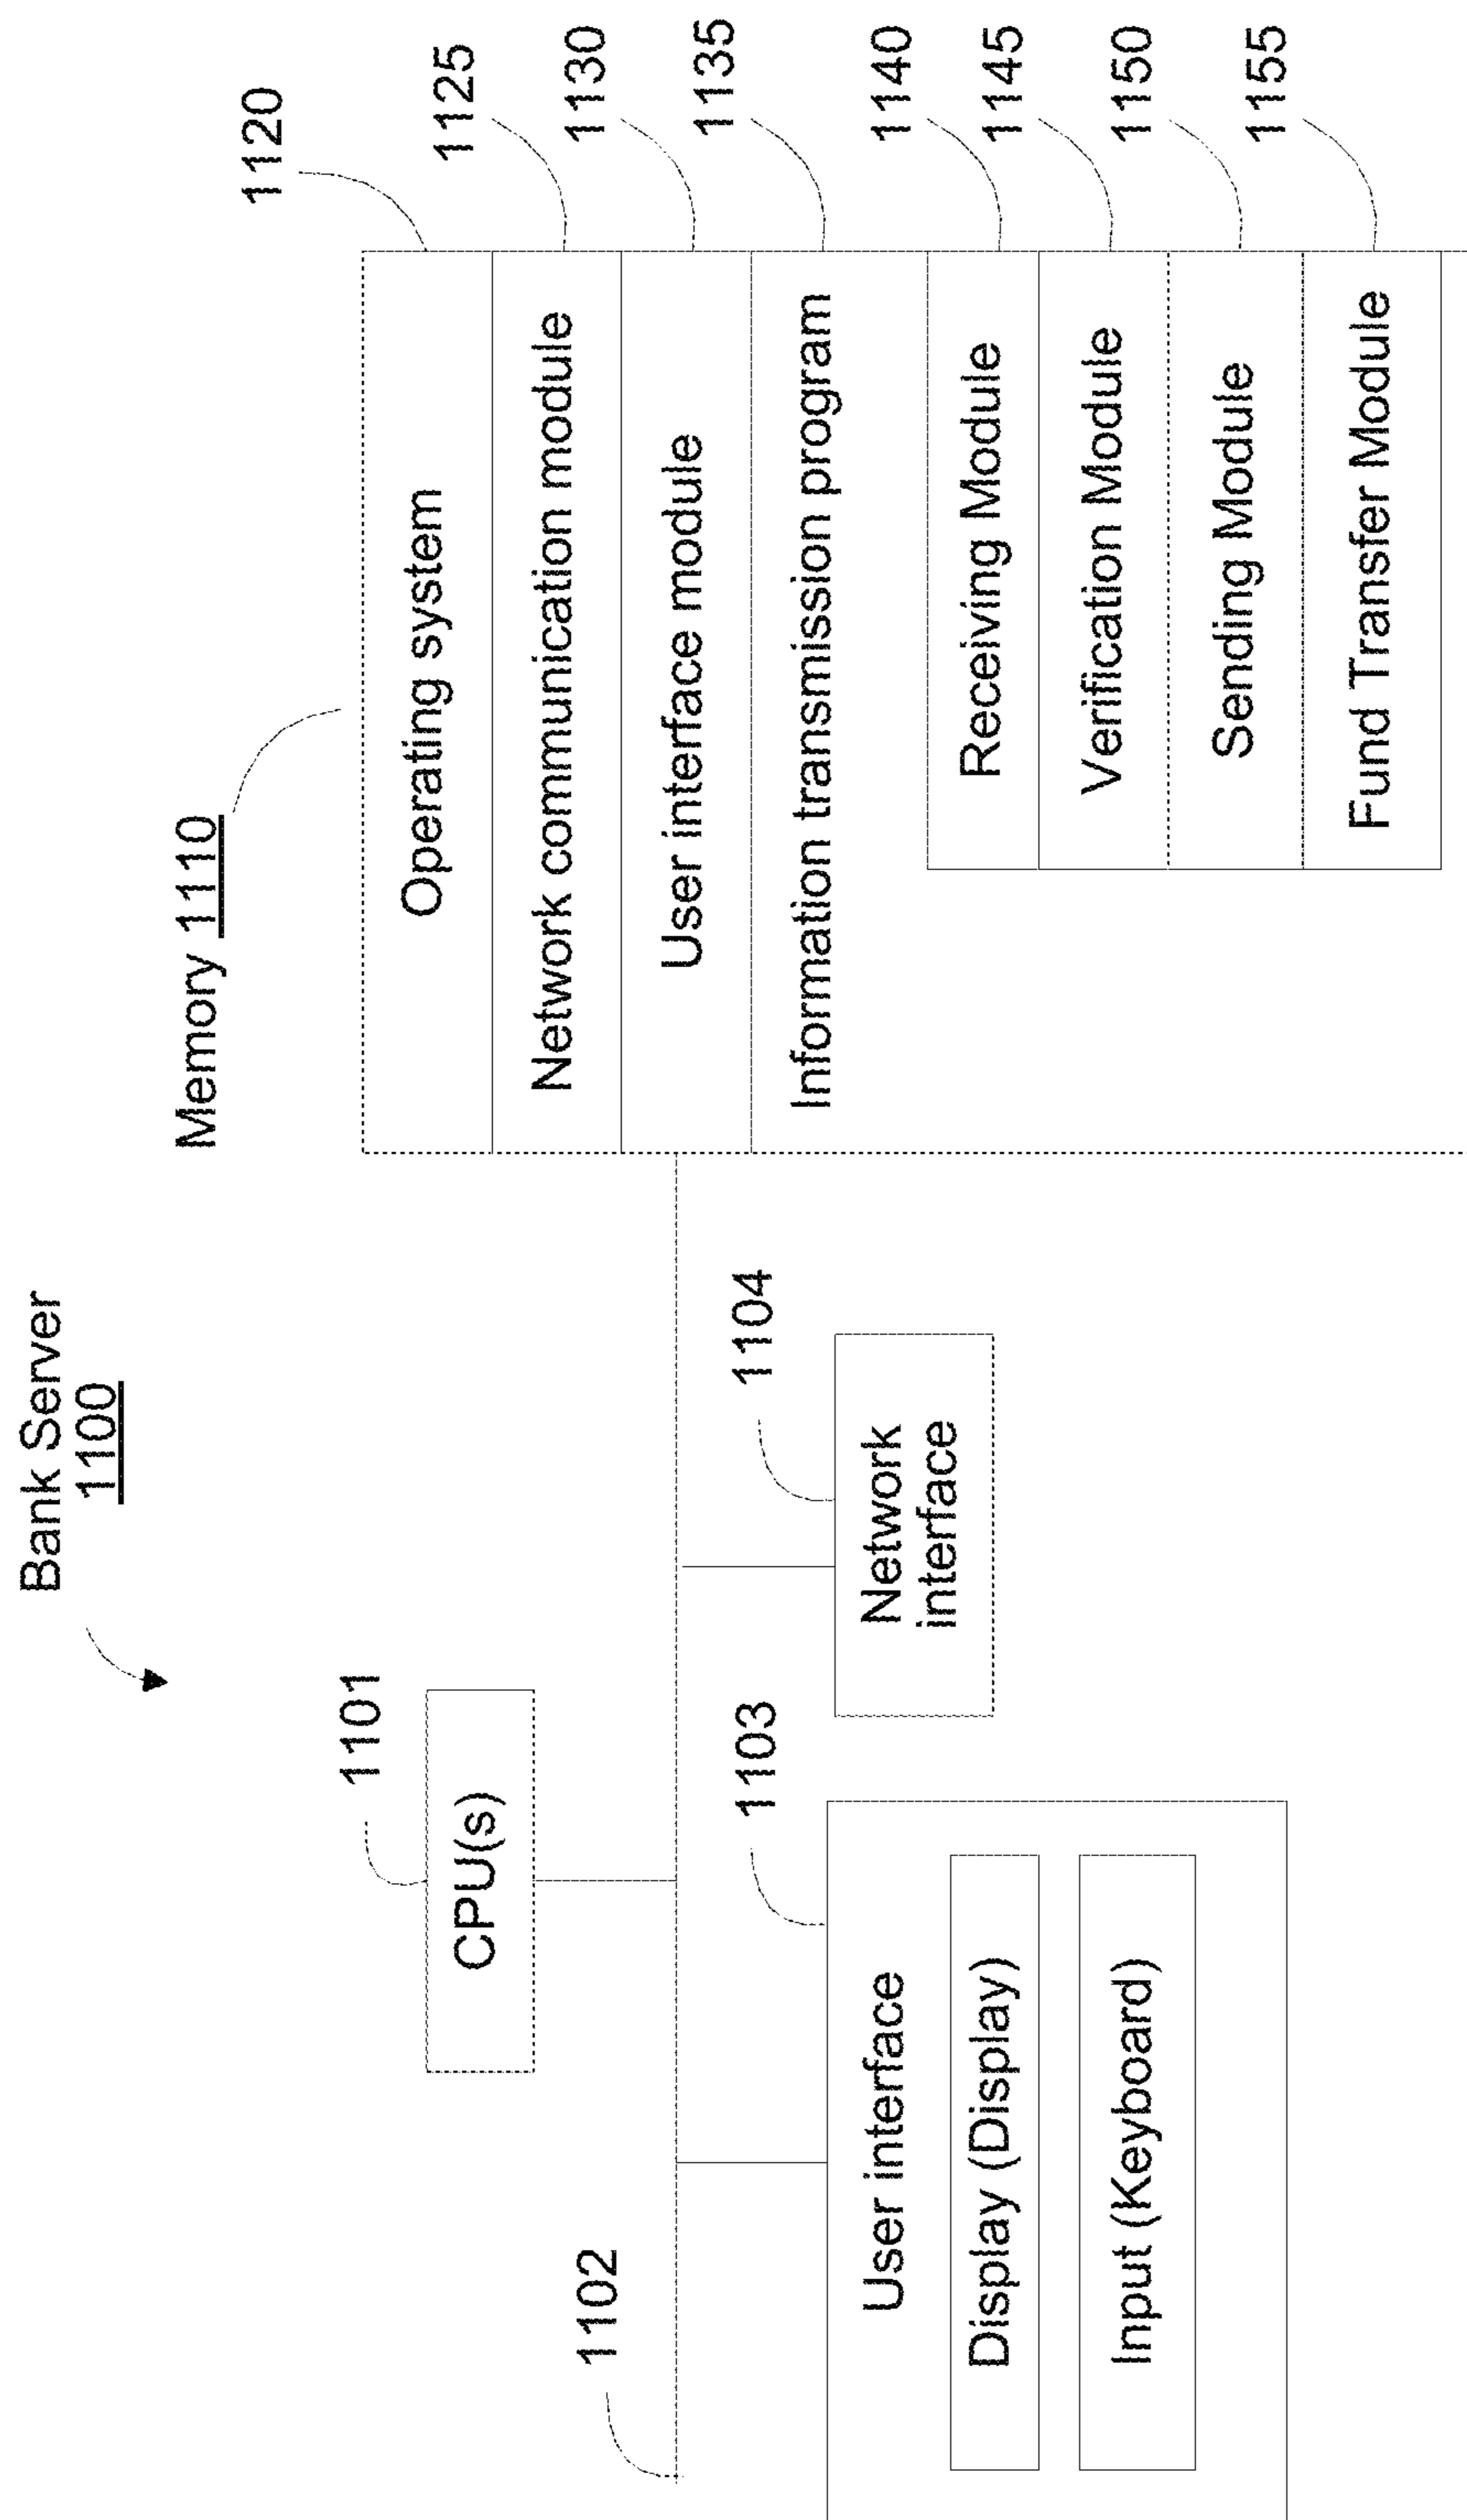 Bank Server
1100
Memory 1110
1120
Operating system
1125
Network communication module
1130
User interface module
1135
Information transmission program
1140
Receiving Module
1145
Verification Module
1150
Sending Module
1155
Fund Transfer Module
1101
CPU(s)
1102
1103
User interface
Display (Display)
Input (Keyboard)
1104
Network
interface